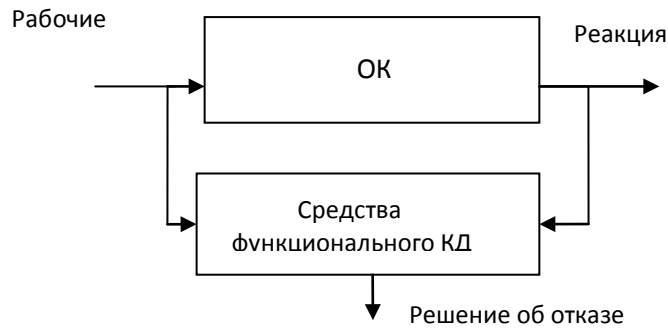 Рабочие
Реакция
ОК
Средства
функционального КД
Решение об отказе